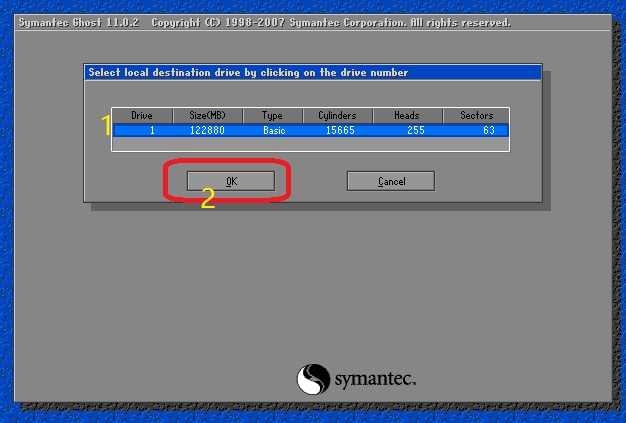 Symantec Ghost 11.0.2 Copyright (C) 1998-2007 Symantec Corporation. All rights reserved.
Select local destination drive by clicking on the drive number
Drive Size(MB) Type Cylinders Heads Sectors
1 1 122880 Basic 15665 255 63
OK Cancel
2
symantec™